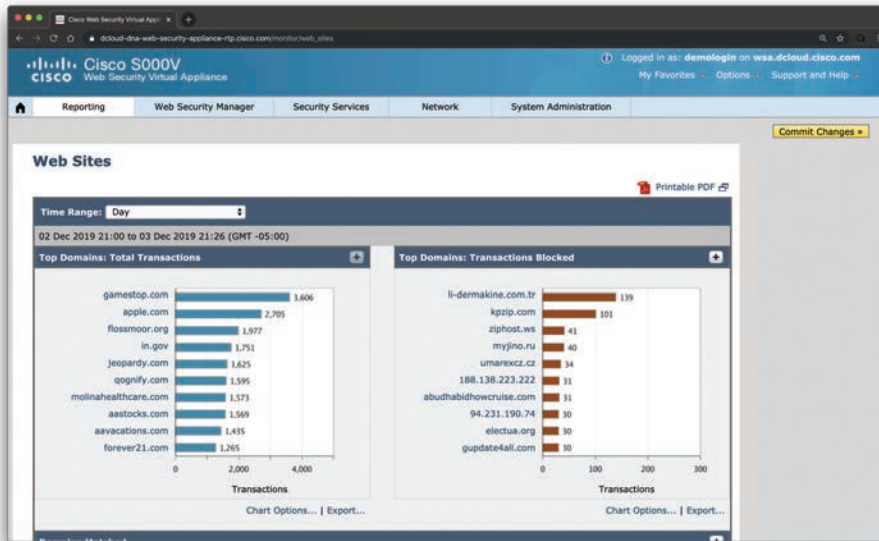 Cisco Web Security Virtual Appli
dcloud-dna-web-security-appliance-rtp.cisco.com/monitor/web_sites
CISCO
Cisco S000V
Web Security Virtual Appliance
Logged in as: demologin on wsa.dcloud.cisco.com
My Favorites Options Support and Help
Reporting Web Security Manager Security Services Network System Administration
Commit Changes »
Web Sites
Printable PDF
Time Range: Day
02 Dec 2019 21:00 to 03 Dec 2019 21:26 (GMT -05:00)
Top Domains: Total Transactions
gamestop.com 3,606
apple.com 2,705
flossmoor.org 1,977
in.gov 1,751
jeopardy.com 1,625
qognify.com 1,595
molinahealthcare.com 1,573
aastocks.com 1,569
aavacations.com 1,435
forever21.com 1,265
0 2,000 4,000
Transactions
Chart Options... | Export...
Top Domains: Transactions Blocked
li-dermakine.com.tr 139
kpzip.com 101
ziphost.ws 41
myjino.ru 40
umarexcz.cz 34
188.138.223.222 31
abudhabidhowcruise.com 31
94.231.190.74 30
electua.org 30
gupdate4all.com 30
0 100 200 300
Transactions
Chart Options... | Export...
Domains Matched